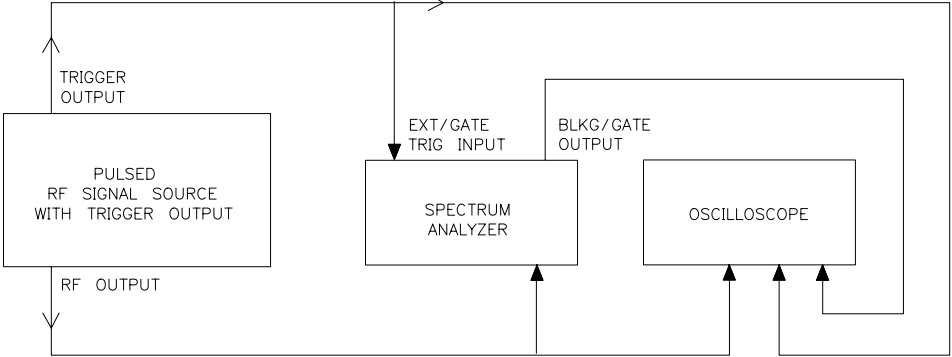 TRIGGER
OUTPUT
EXT/GATE
TRIG INPUT
BLKG/GATE
OUTPUT
PULSED
RF SIGNAL SOURCE
WITH TRIGGER OUTPUT
SPECTRUM
ANALYZER
OSCILLOSCOPE
RF OUTPUT